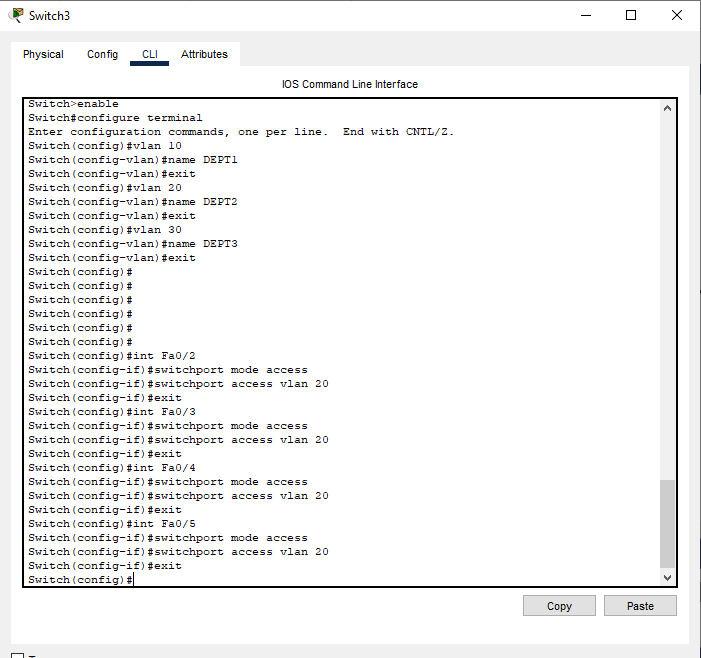 Switch3
Physical Config CLI Attributes
IOS Command Line Interface
Switch>enable
Switch#configure terminal
Enter configuration commands, one per line.  End with CNTL/Z.
Switch(config)#vlan 10
Switch(config-vlan)#name DEPT1
Switch(config-vlan)#exit
Switch(config)#vlan 20
Switch(config-vlan)#name DEPT2
Switch(config-vlan)#exit
Switch(config)#vlan 30
Switch(config-vlan)#name DEPT3
Switch(config-vlan)#exit
Switch(config)#
Switch(config)#
Switch(config)#
Switch(config)#
Switch(config)#
Switch(config)#
Switch(config)#int Fa0/2
Switch(config-if)#switchport mode access
Switch(config-if)#switchport access vlan 20
Switch(config-if)#exit
Switch(config)#int Fa0/3
Switch(config-if)#switchport mode access
Switch(config-if)#switchport access vlan 20
Switch(config-if)#exit
Switch(config)#int Fa0/4
Switch(config-if)#switchport mode access
Switch(config-if)#switchport access vlan 20
Switch(config-if)#exit
Switch(config)#int Fa0/5
Switch(config-if)#switchport mode access
Switch(config-if)#switchport access vlan 20
Switch(config-if)#exit
Switch(config)#
Copy Paste